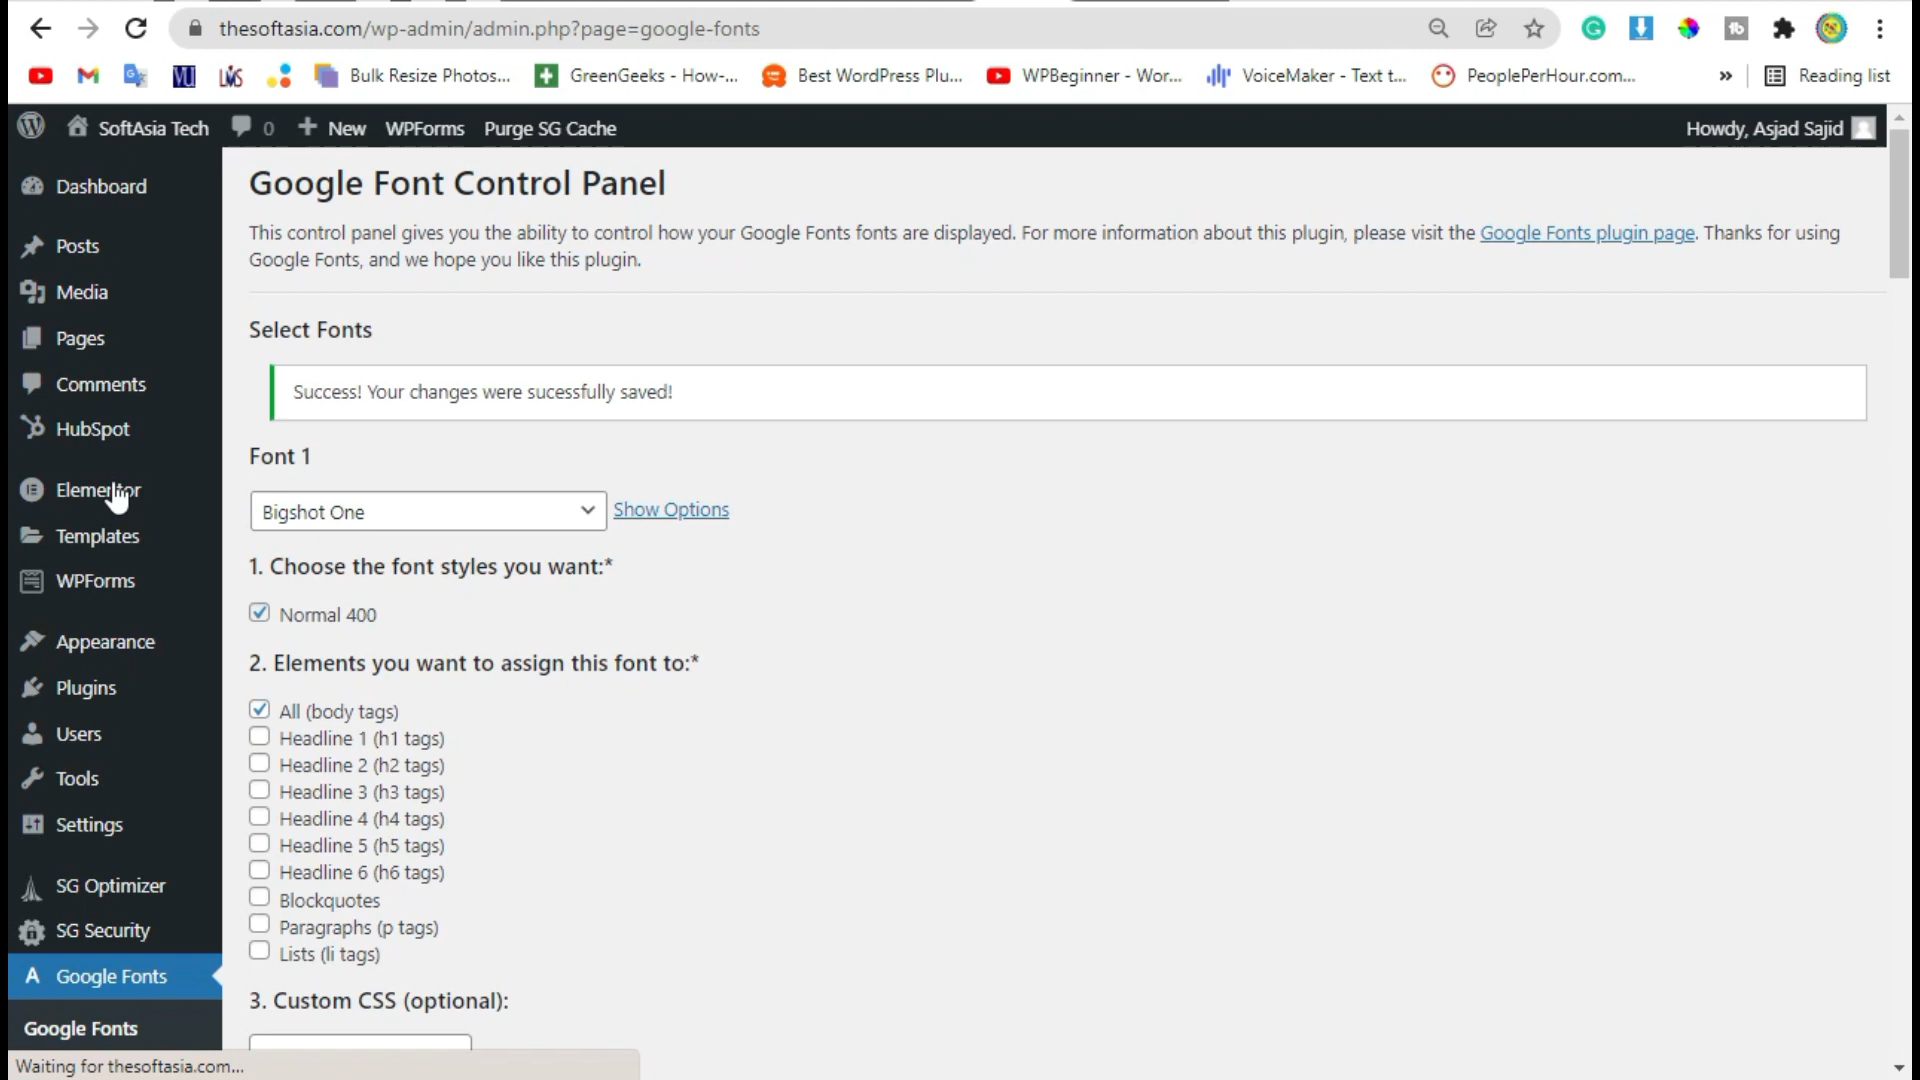 thesoftasia.com/wp-admin/admin.php?page=google-fonts
Bulk Resize Photos... GreenGeeks - How-... Best WordPress Plu... WPBeginner - Wor... VoiceMaker - Text t... PeoplePerHour.com... » Reading list
SoftAsia Tech 0 + New WPForms Purge SG Cache Howdy, Asjad Sajid
Dashboard
Posts
Media
Pages
Comments
HubSpot
Elementor
Templates
WPForms
Appearance
Plugins
Users
Tools
Settings
SG Optimizer
SG Security
A Google Fonts
Google Fonts
Google Font Control Panel
This control panel gives you the ability to control how your Google Fonts fonts are displayed. For more information about this plugin, please visit the Google Fonts plugin page. Thanks for using
Google Fonts, and we hope you like this plugin.
Select Fonts
Success! Your changes were sucessfully saved!
Font 1
Bigshot One Show Options
1. Choose the font styles you want:*
Normal 400
2. Elements you want to assign this font to:*
All (body tags)
Headline 1 (h1 tags)
Headline 2 (h2 tags)
Headline 3 (h3 tags)
Headline 4 (h4 tags)
Headline 5 (h5 tags)
Headline 6 (h6 tags)
Blockquotes
Paragraphs (p tags)
Lists (li tags)
3. Custom CSS (optional):
Waiting for thesoftasia.com...